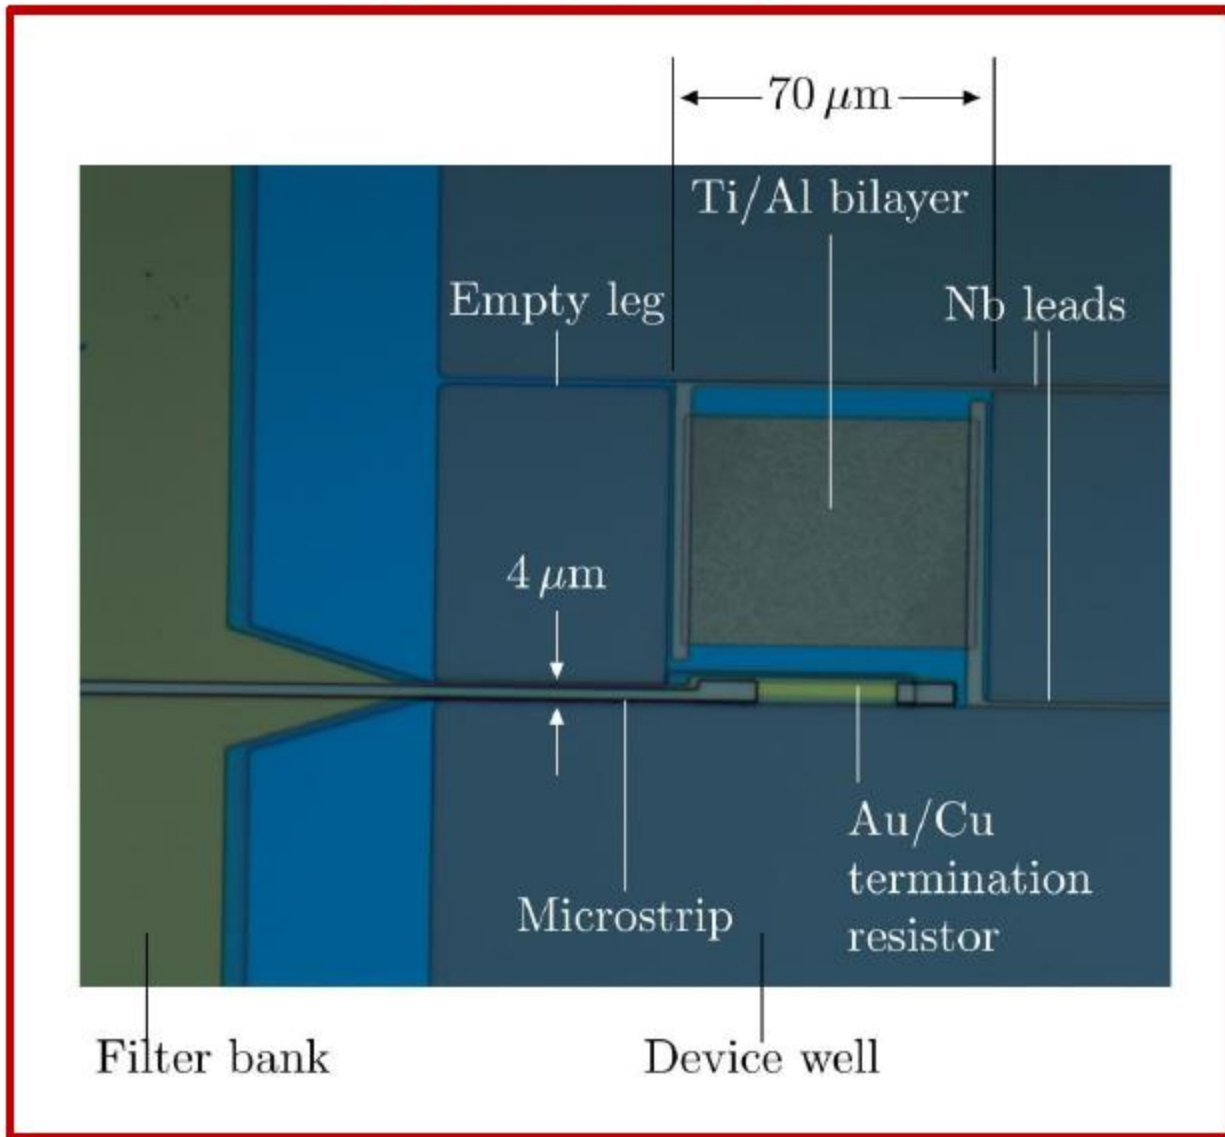 70 μm
Ti/Al bilayer
Empty leg
Nb leads
4 μm
Au/Cu
termination
resistor
Microstrip
Filter bank
Device well